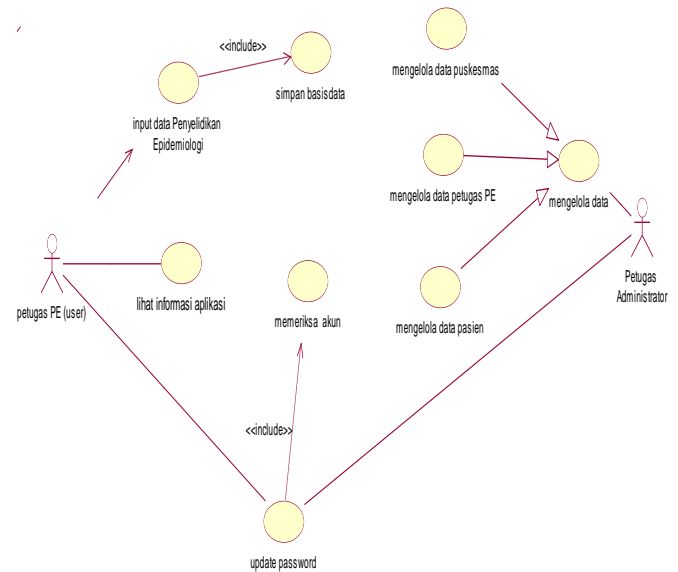 <<include>>
simpan basisdata
input data Penyelidikan
Epidemiologi
mengelola data puskesmas
mengelola data petugas PE
mengelola data
mengelola data pasien
Petugas
Administrator
petugas PE (user)
lihat informasi aplikasi
memeriksa akun
<<include>>
update password